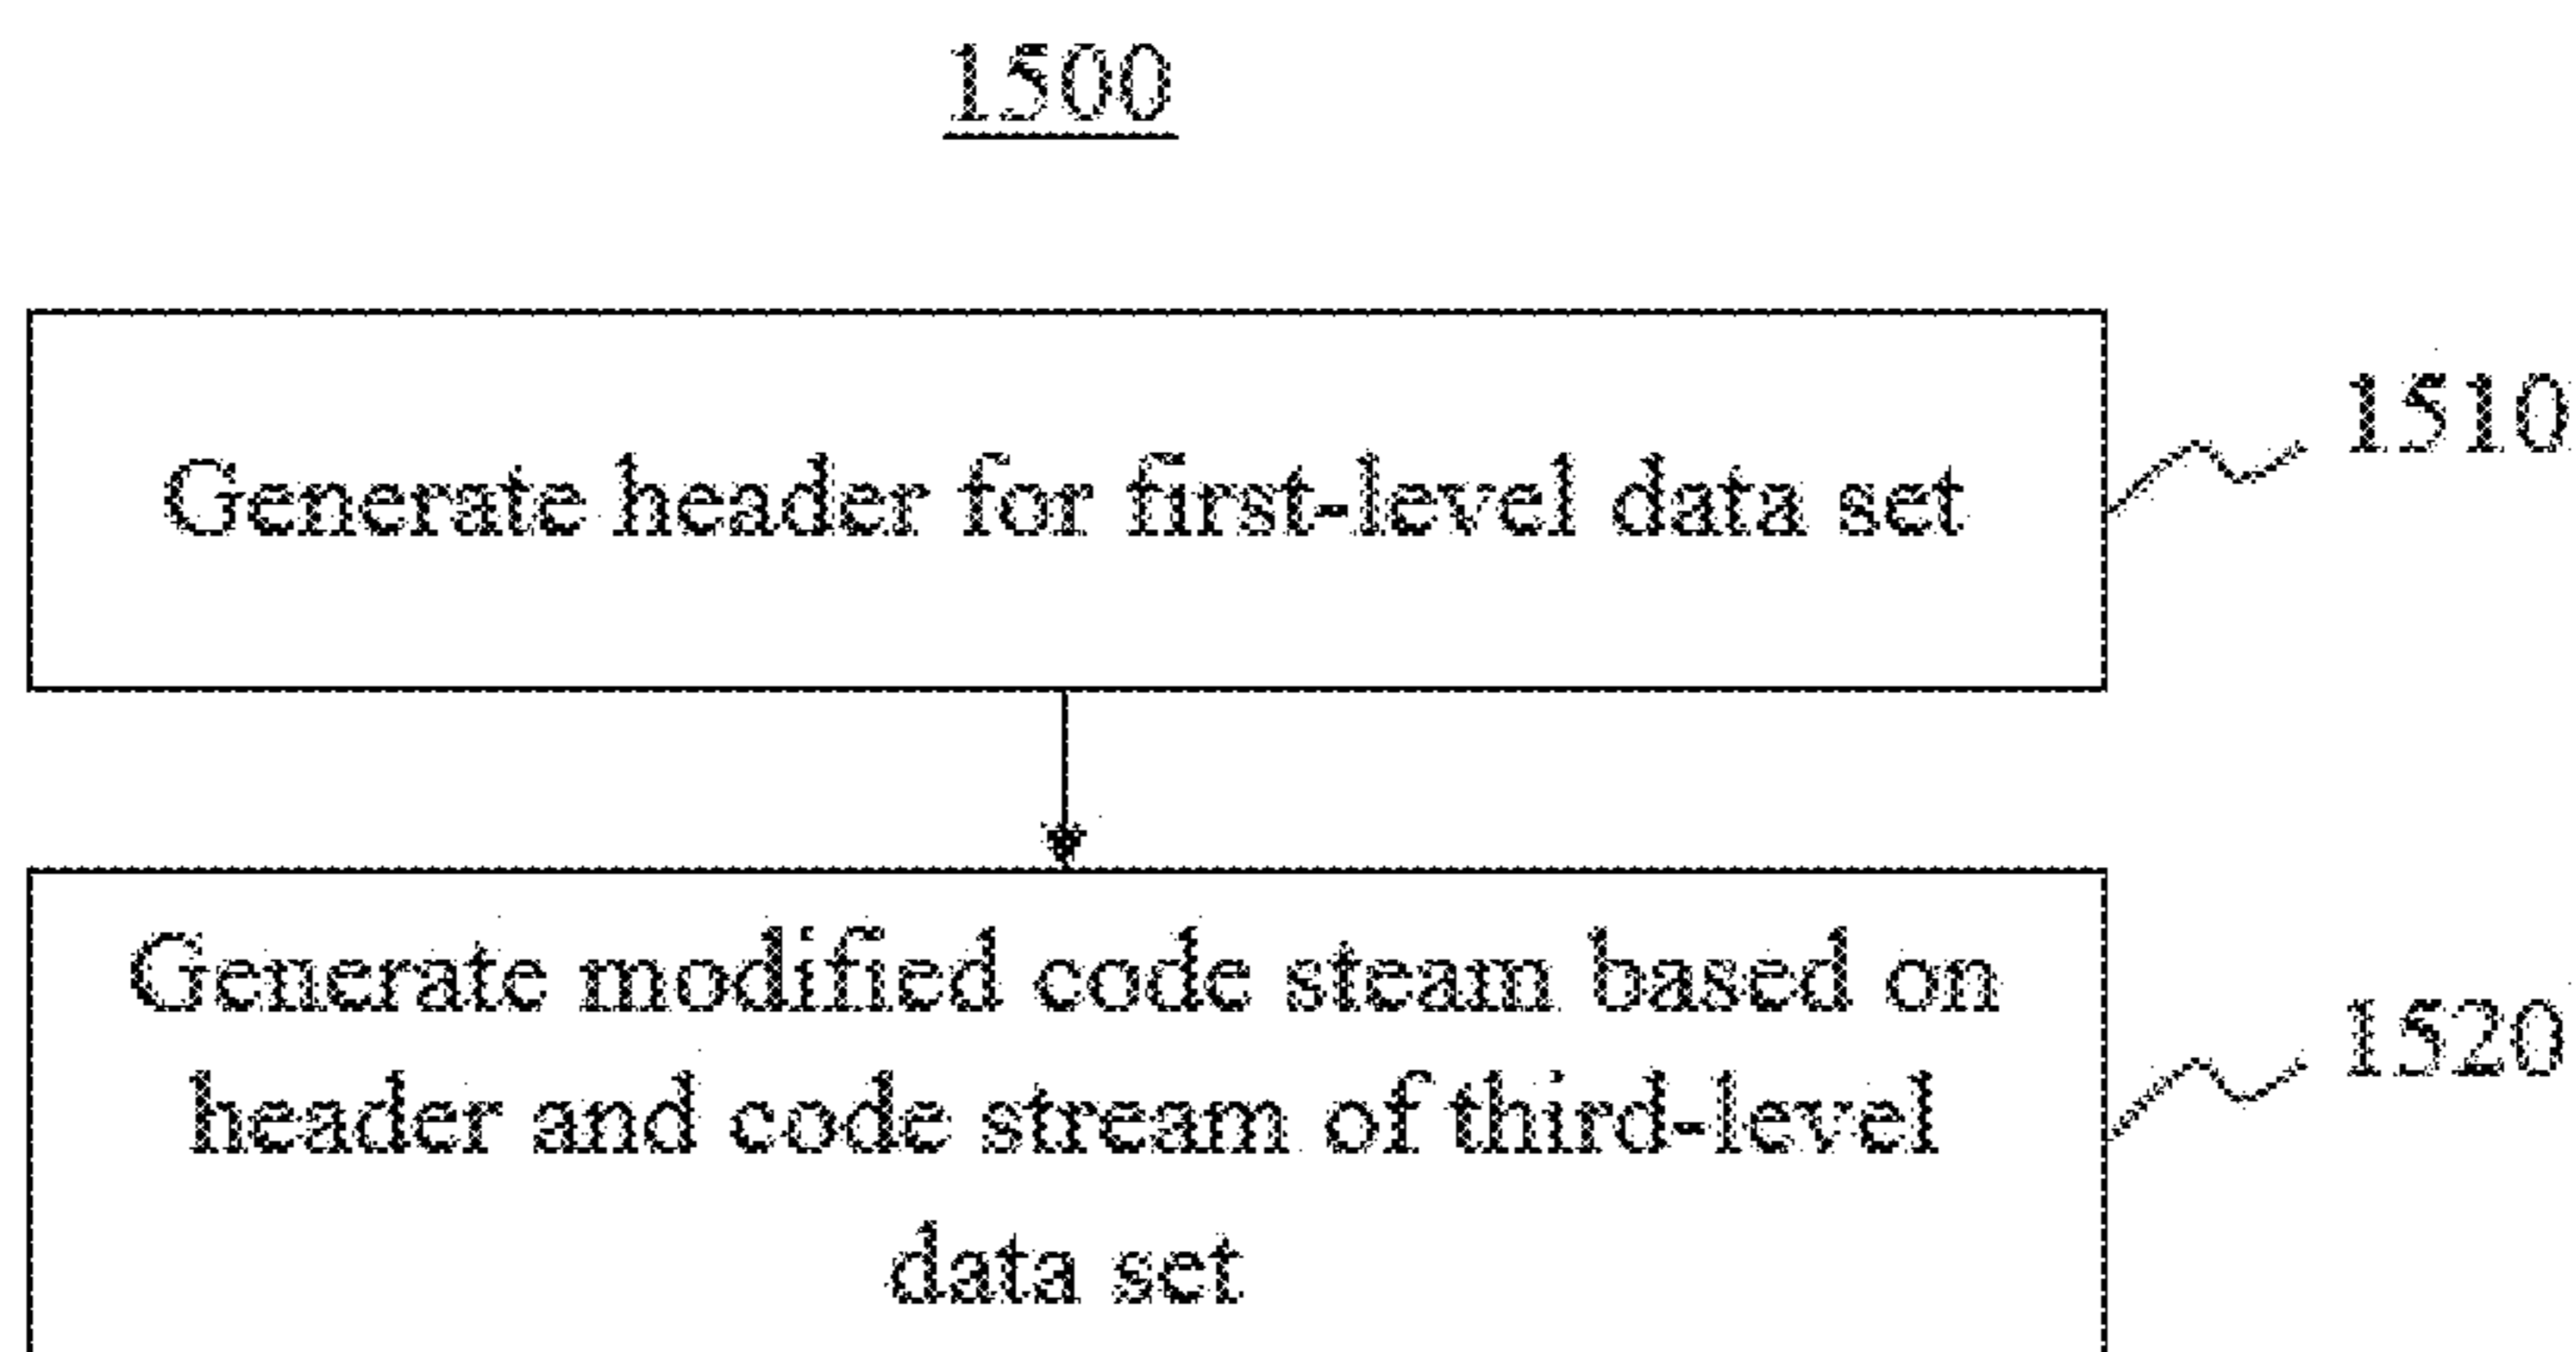 1500
Generate header for first-level data set
1510
Generate modified code steam based on
header and code stream of third-level
data set
1520